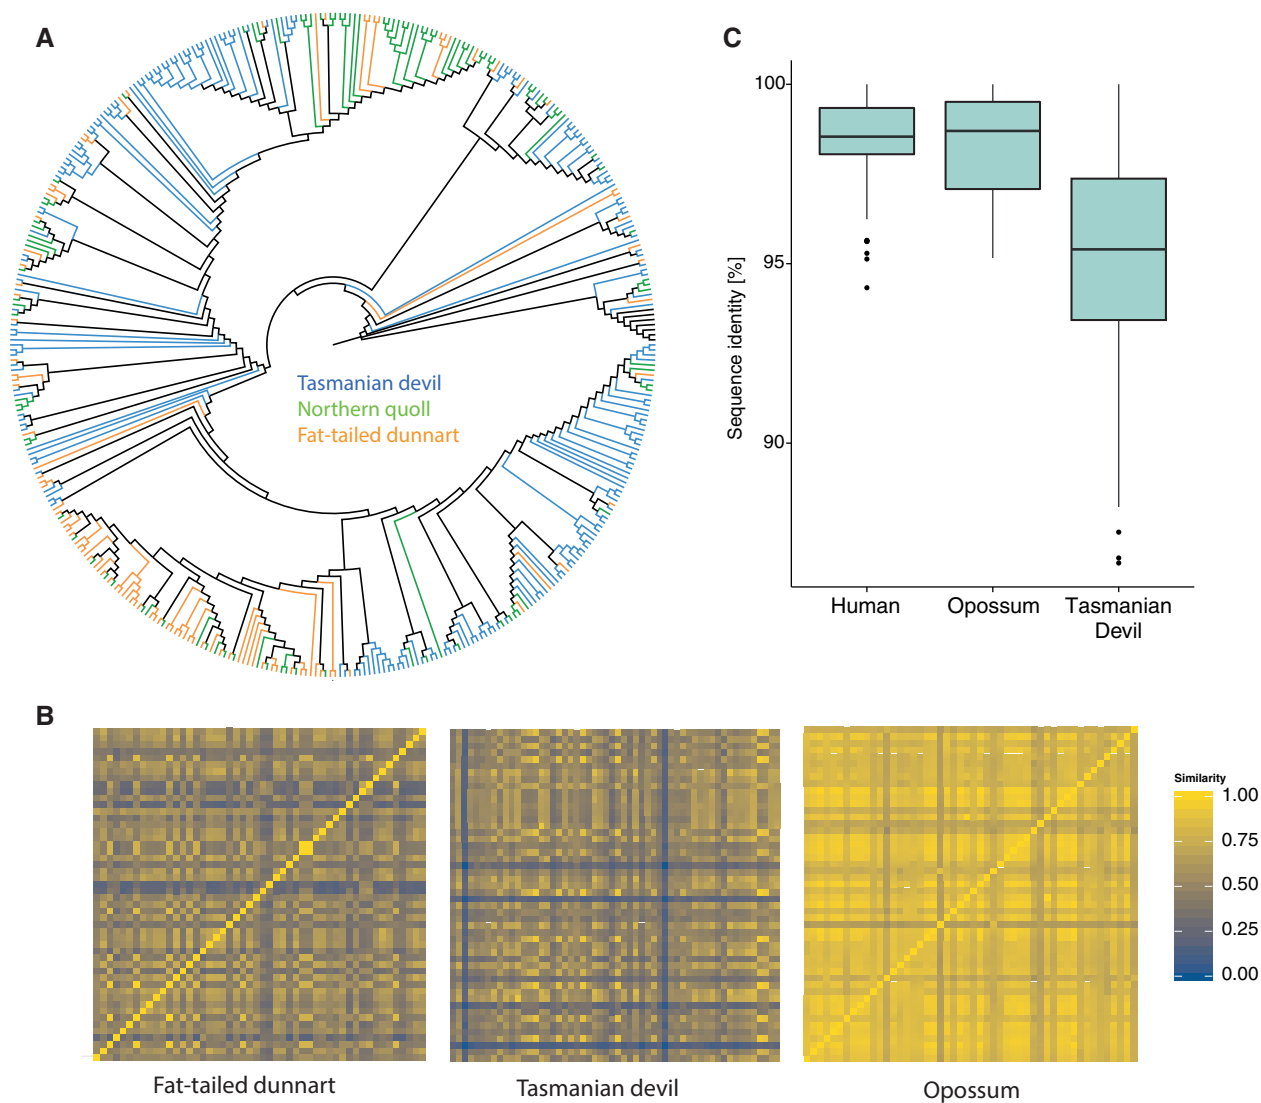 A
Tasmanian devil
Northern quoll
Fat-tailed dunnart
C
100
95
90
Sequence identity [%]
Human
Opossum
Tasmanian
Devil
B
Fat-tailed dunnart
Tasmanian devil
Opossum
Similarity
1.00
0.75
0.50
0.25
0.00